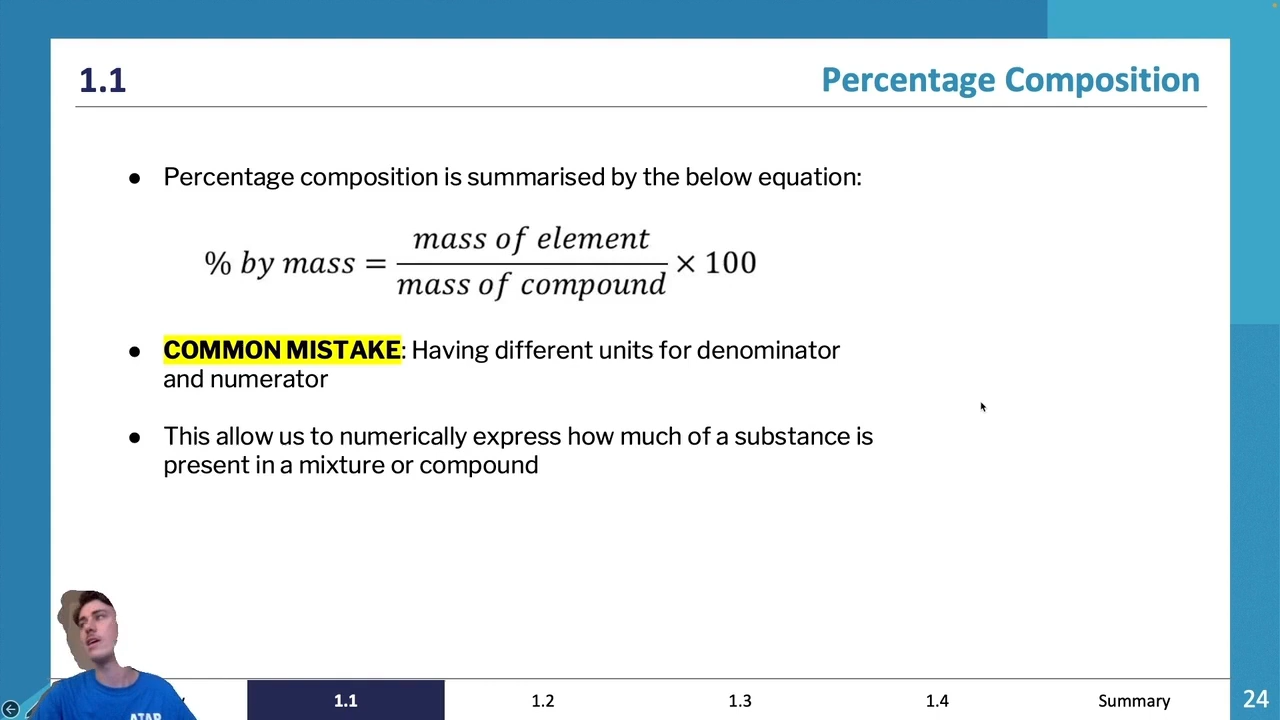 1.1
Percentage Composition
● Percentage composition is summarised by the below equation:
% by mass = mass of element / mass of compound × 100
● COMMON MISTAKE: Having different units for denominator
and numerator
● This allow us to numerically express how much of a substance is
present in a mixture or compound
1.1
1.2
1.3
1.4
Summary
24
ATAR